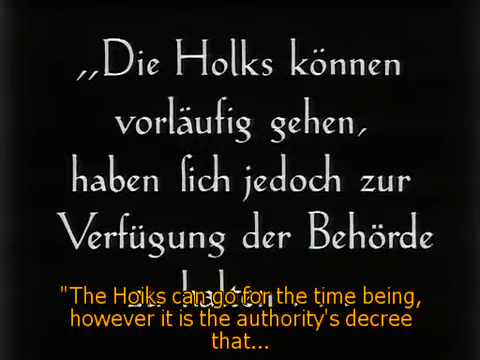 „Die Holks können
vorläufig gehen,
haben ſich jedoch zur
Verfügung der Behörde
halten
"The Holks can go for the time being,
however it is the authority's decree
that...